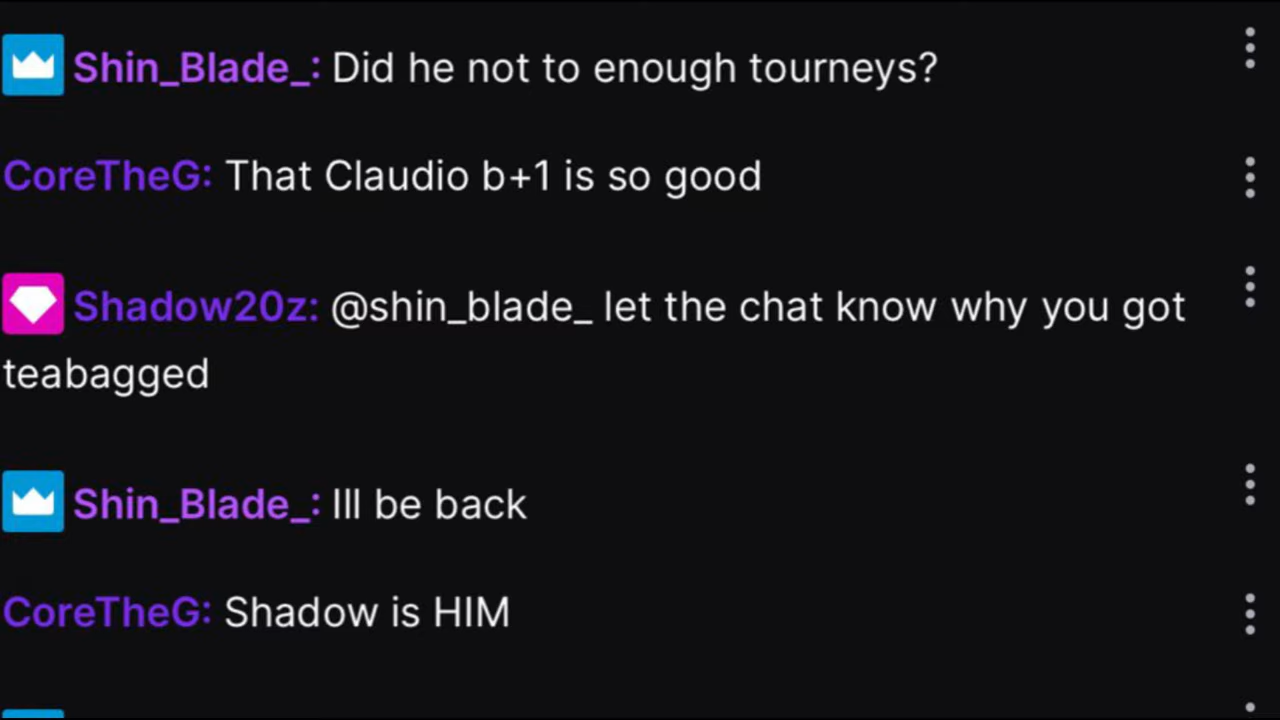 Shin_Blade_: Did he not to enough tourneys?
CoreTheG: That Claudio b+1 is so good
Shadow20z: @shin_blade_ let the chat know why you got
teabagged
Shin_Blade_: Ill be back
CoreTheG: Shadow is HIM